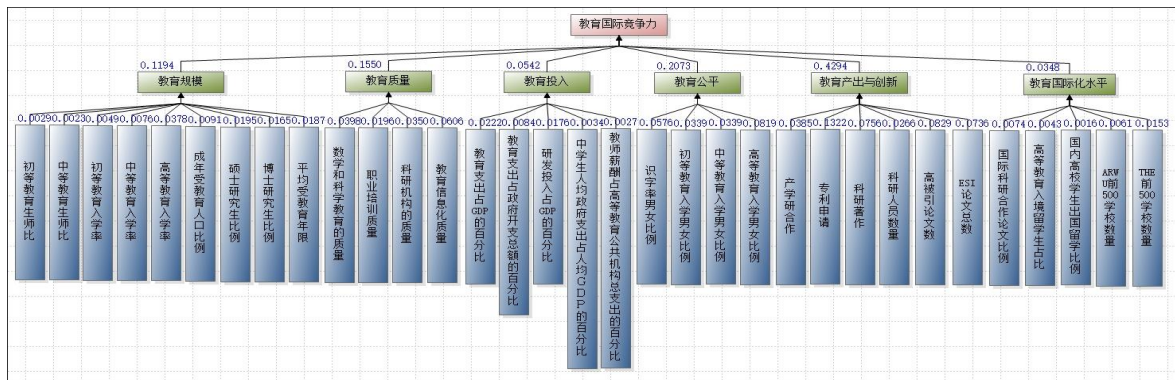 教育国际竞争力
0.1194
0.1550
0.0542
0.2073
0.4294
0.0348
教育规模
教育质量
教育投入
教育公平
教育产出与创新
教育国际化水平
0.0029
0.0023
0.0049
0.0076
0.0378
0.0091
0.0195
0.0165
0.0187
0.0398
0.0196
0.0350
0.0606
0.0222
0.0084
0.0176
0.0034
0.0027
0.0576
0.0339
0.0339
0.0819
0.0385
0.1322
0.0756
0.0266
0.0829
0.0736
0.0074
0.0043
0.0016
0.0061
0.0153
初等教育生师比
中等教育生师比
初等教育入学率
中等教育入学率
高等教育入学率
成年受教育人口比例
硕士研究生比例
博士研究生比例
平均受教育年限
数学和科学教育的质量
职业培训质量
科研机构的质量
教育信息化质量
教育支出占GDP的百分比
教育支出占政府开支总额的百分比
研发投入占GDP的百分比
中学生人均政府支出占人均GDP的百分比
教师薪酬占高等教育公共机构总支出的百分比
识字率男女比例
初等教育入学男女比例
中等教育入学男女比例
高等教育入学男女比例
产学研合作
专利申请
科研著作
科研人员数量
高被引论文数
ESI论文总数
国际科研合作论文比例
高等教育入境留学生占比
国内高校学生出国留学比例
ARWU前500学校数量
THE前500学校数量